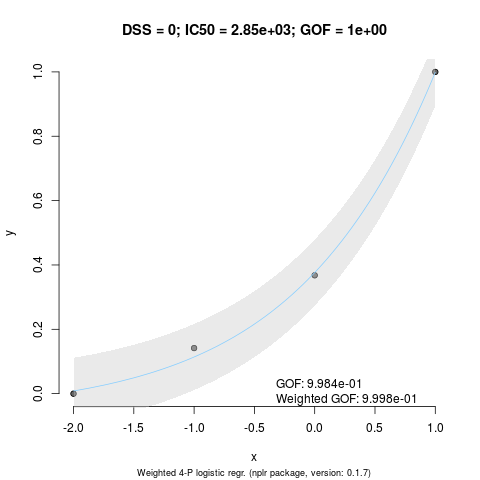 DSS = 0; IC50 = 2.85e+03; GOF = 1e+00
1.0
0.8
0.6
y
0.4
0.2
0.0
GOF: 9.984e-01
Weighted GOF: 9.998e-01
-2.0 -1.5 -1.0 -0.5 0.0 0.5 1.0
x
Weighted 4-P logistic regr. (nplr package, version: 0.1.7)